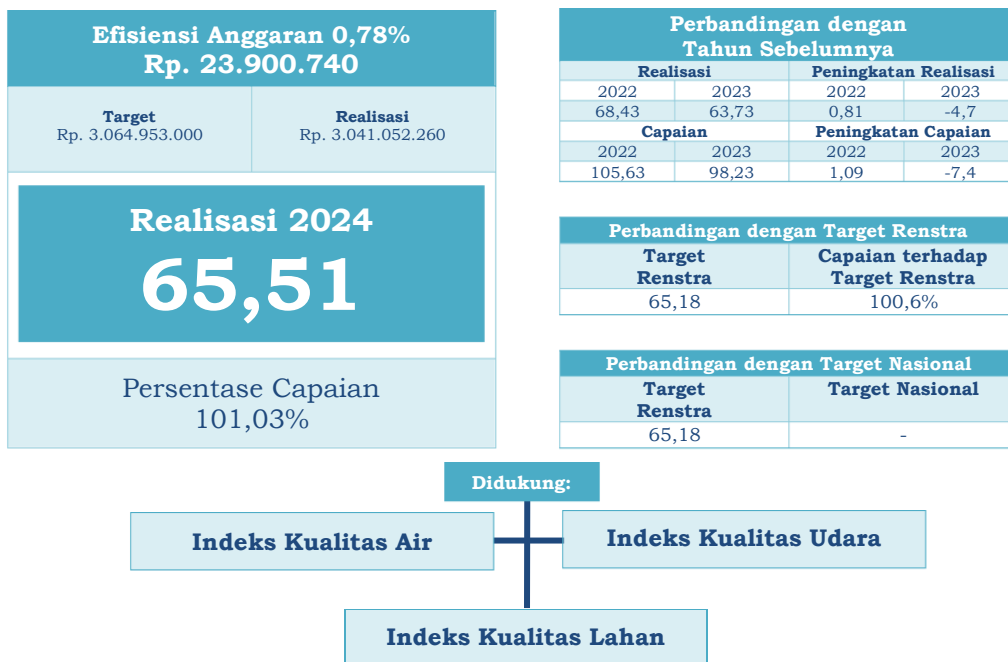 Efisiensi Anggaran 0,78%
Rp. 23.900.740
Target
Rp. 3.064.953.000
Realisasi
Rp. 3.041.052.260
Realisasi 2024
65,51
Persentase Capaian
101,03%
Perbandingan dengan
Tahun Sebelumnya
Realisasi Peningkatan Realisasi
2022 2023 2022 2023
68,43 63,73 0,81 -4,7
Capaian Peningkatan Capaian
2022 2023 2022 2023
105,63 98,23 1,09 -7,4
Perbandingan dengan Target Renstra
Target
Renstra
Capaian terhadap
Target Renstra
65,18 100,6%
Perbandingan dengan Target Nasional
Target
Renstra
Target Nasional
65,18 -
Didukung:
Indeks Kualitas Air
Indeks Kualitas Udara
Indeks Kualitas Lahan